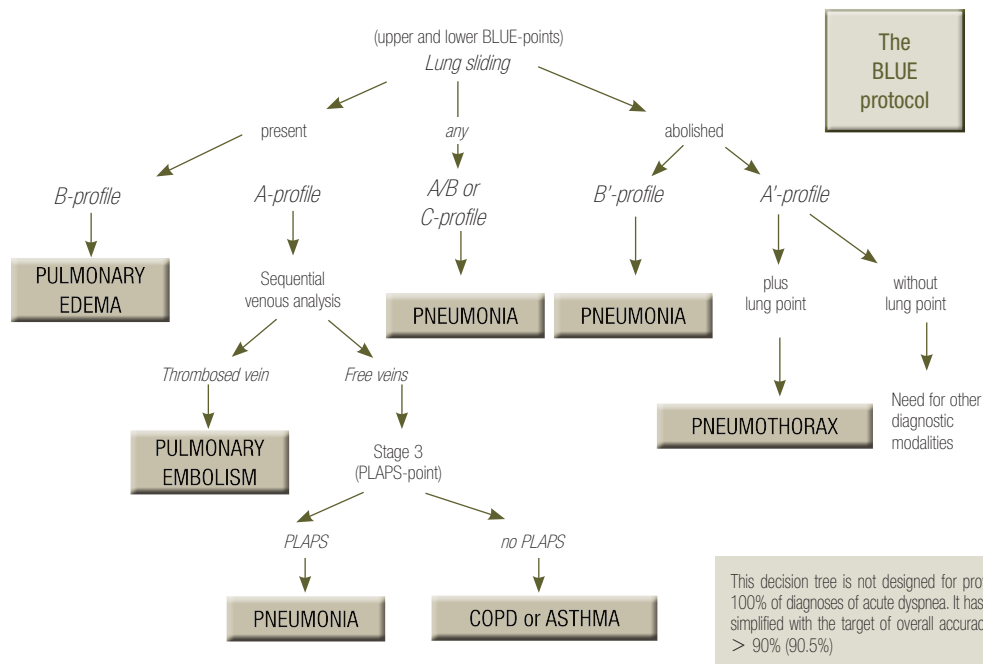 (upper and lower BLUE-points)
Lung sliding
The
BLUE
protocol
present
any
abolished
B-profile
A-profile
A/B or
C-profile
B'-profile
A'-profile
PULMONARY
EDEMA
Sequential
venous analysis
PNEUMONIA
PNEUMONIA
plus
lung point
without
lung point
Thrombosed vein
Free veins
PULMONARY
EMBOLISM
Stage 3
(PLAPS-point)
PNEUMOTHORAX
Need for other
diagnostic
modalities
PLAPS
no PLAPS
PNEUMONIA
COPD or ASTHMA
This decision tree is not designed for
100% of diagnoses of acute dyspnea. It has
simplified with the target of overall
> 90% (90.5%)